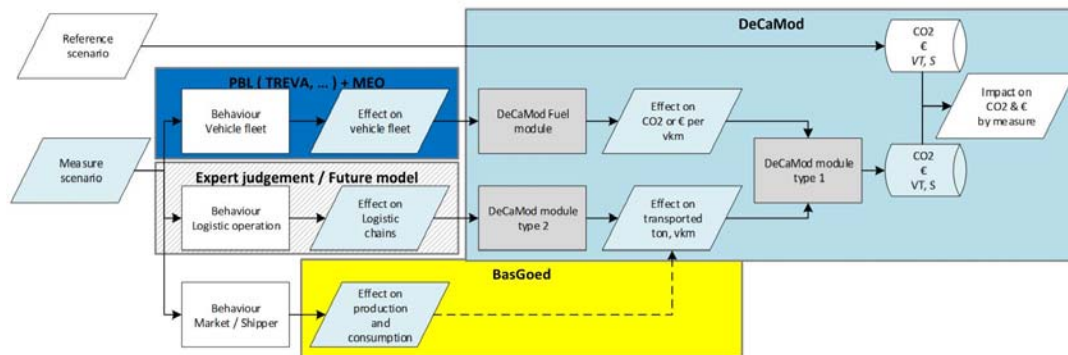 DeCaMod
Reference
scenario
CO2
€
VT, S
PBL ( TREVA, ... ) + MEO
Behaviour
Vehicle fleet
Effect on
vehicle fleet
DeCaMod Fuel
module
Effect on
CO2 or € per
vkm
Impact on
CO2 & €
by measure
Measure
scenario
DeCaMod module
type 1
CO2
€
VT, S
Expert judgement / Future model
Behaviour
Logistic operation
Effect on
Logistic
chains
DeCaMod module
type 2
Effect on
transported
ton, vkm
BasGoed
Behaviour
Market / Shipper
Effect on
production
and
consumption